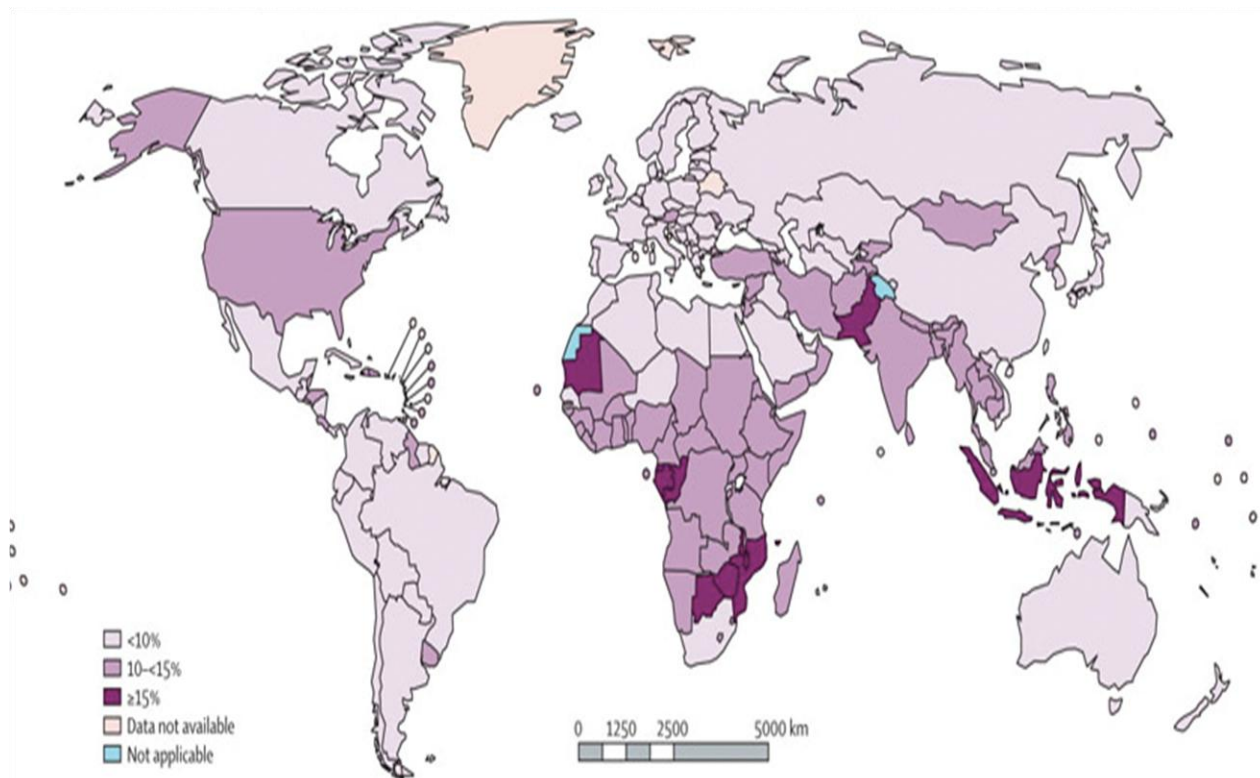 <10%
10–<15%
≥15%
Data not available
Not applicable
0 1250 2500 5000 km